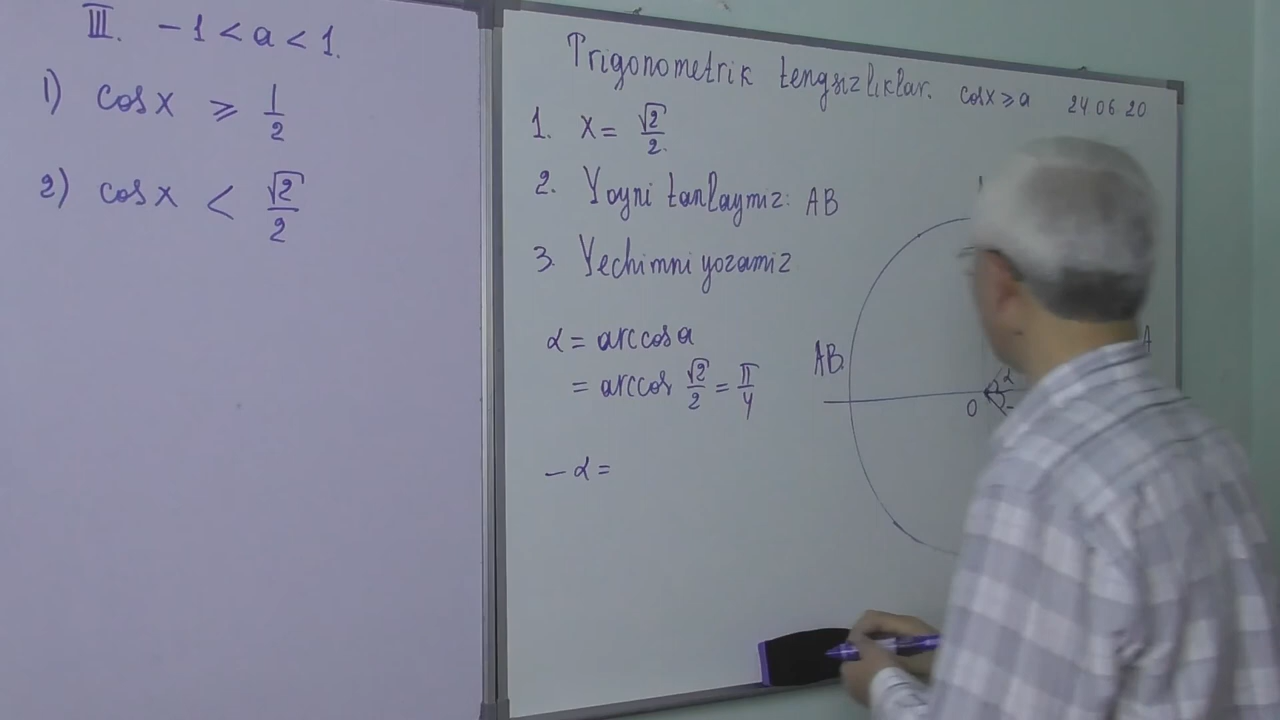 III. -1 < a < 1.
1) cos x ≥ 1/2
2) cos x < √2/2
Trigonometrik tengsizliklar. cos x ≥ a 24 06 20
1. x = √2/2.
2. Yoyni tanlaymiz: AB
3. Yechimni yozamiz
α = arccos a
= arccos √2/2 = π/4
- α =
AB
A
α
0